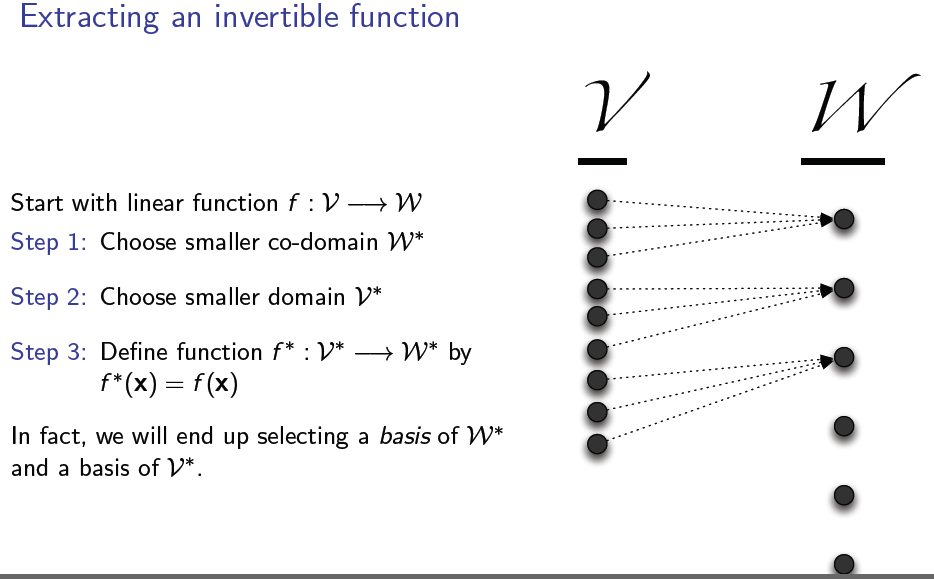 Extracting an invertible function
𝒱 𝒲
Start with linear function f : 𝒱 ⟶ 𝒲
Step 1: Choose smaller co-domain 𝒲*
Step 2: Choose smaller domain 𝒱*
Step 3: Define function f* : 𝒱* ⟶ 𝒲* by
f*(x) = f(x)
In fact, we will end up selecting a basis of 𝒲*
and a basis of 𝒱*.